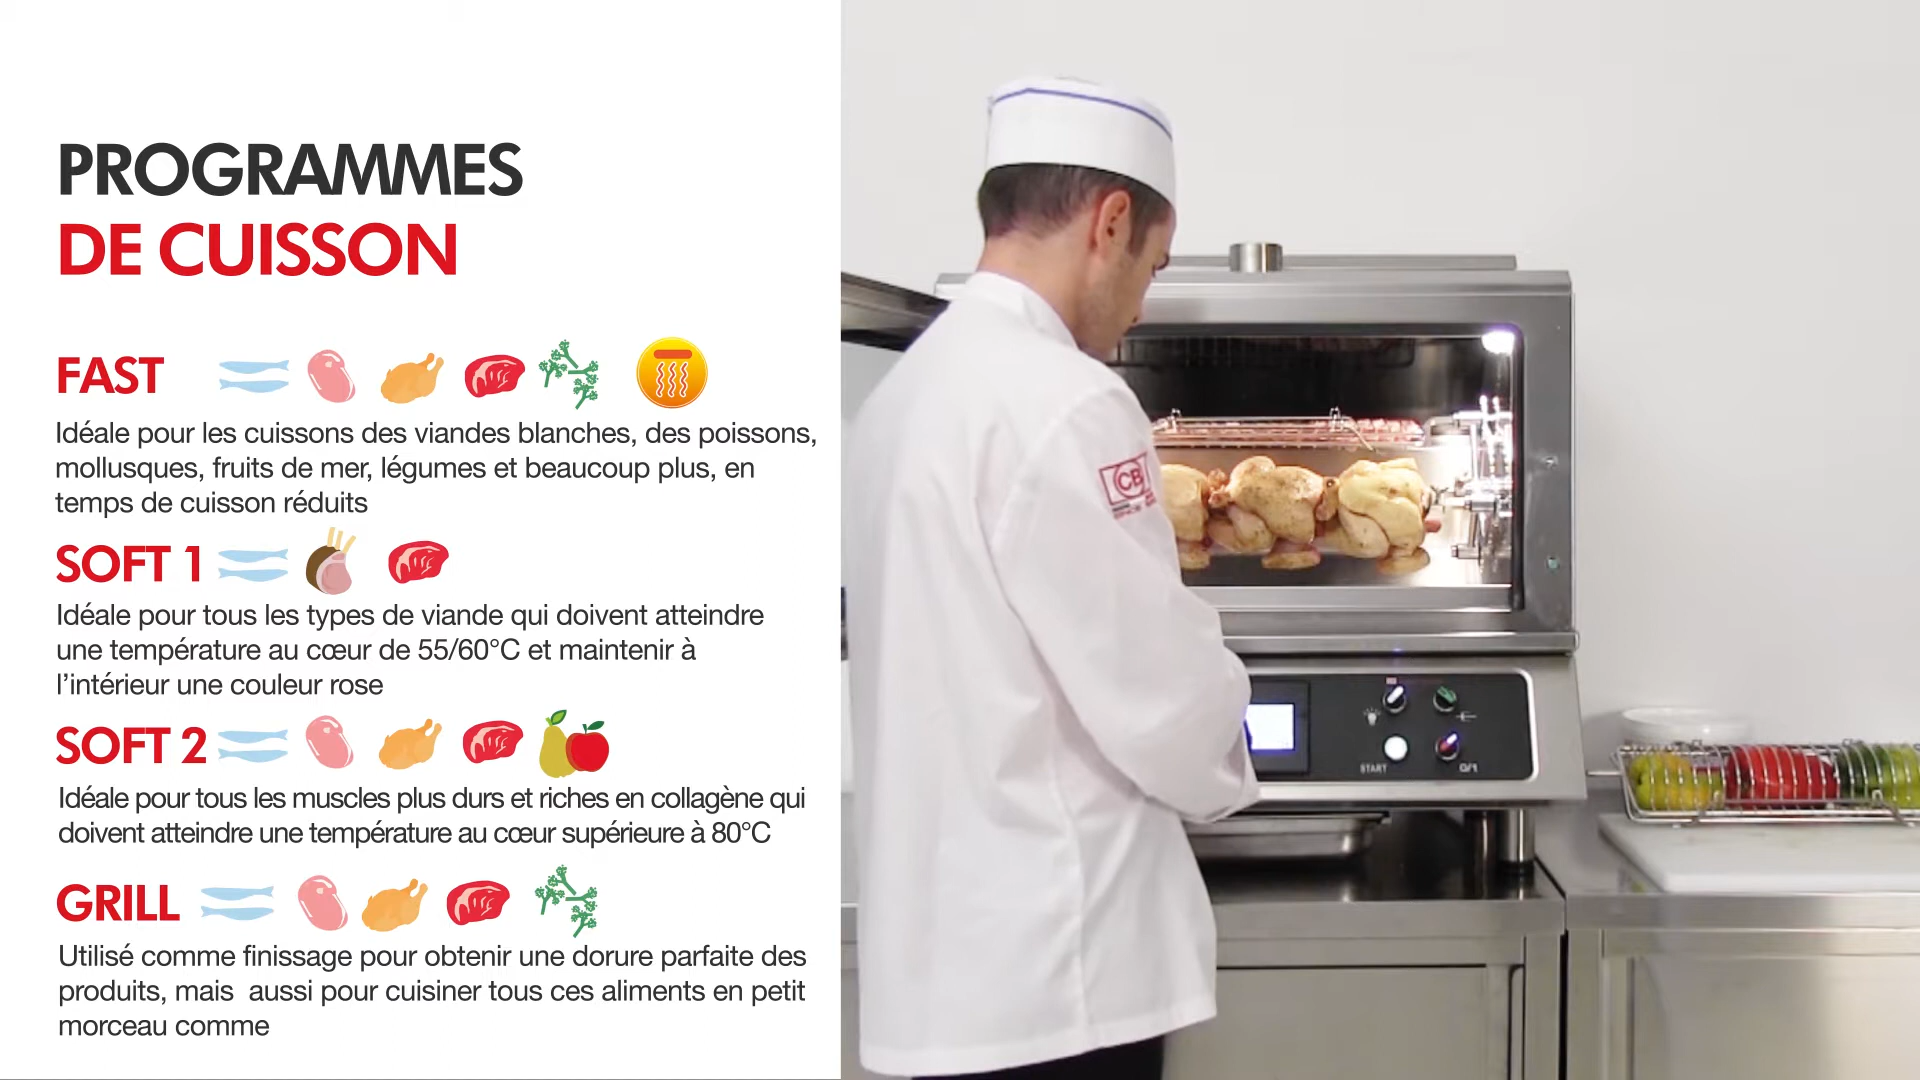 PROGRAMMES
DE CUISSON
FAST
Idéale pour les cuissons des viandes blanches, des poissons,
mollusques, fruits de mer, légumes et beaucoup plus, en
temps de cuisson réduits
SOFT 1
Idéale pour tous les types de viande qui doivent atteindre
une température au cœur de 55/60°C et maintenir à
l'intérieur une couleur rose
SOFT 2
Idéale pour tous les muscles plus durs et riches en collagène qui
doivent atteindre une température au cœur supérieure à 80°C
GRILL
Utilisé comme finissage pour obtenir une dorure parfaite des
produits, mais  aussi pour cuisiner tous ces aliments en petit
morceau comme
CB
START
0/1